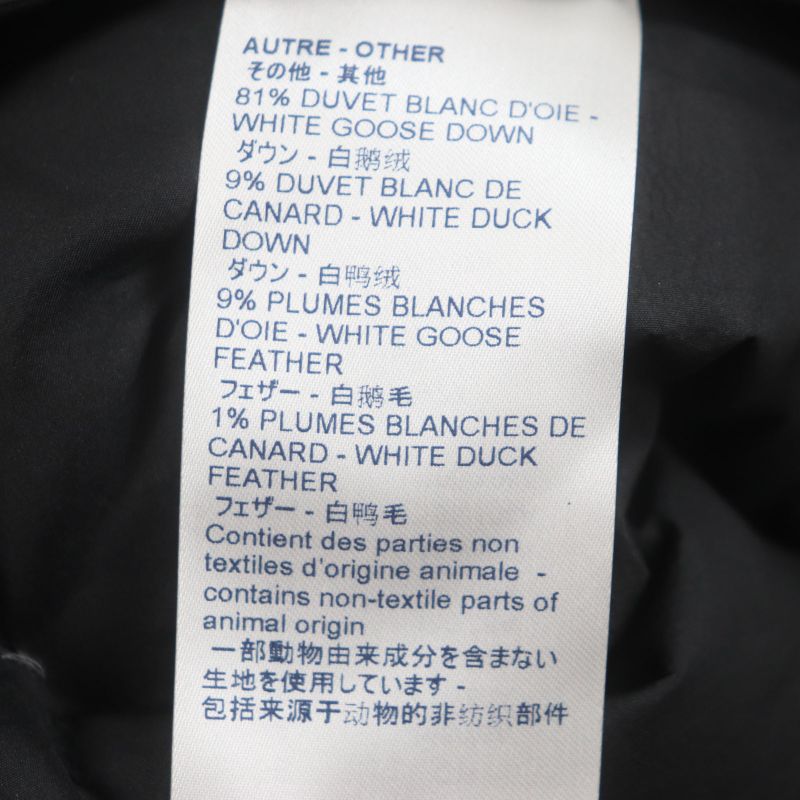 AUTRE - OTHER
その他 - 其他
81% DUVET BLANC D'OIE -
WHITE GOOSE DOWN
ダウン - 白鹅绒
9% DUVET BLANC DE
CANARD - WHITE DUCK
DOWN
ダウン - 白鸭绒
9% PLUMES BLANCHES
D'OIE - WHITE GOOSE
FEATHER
フェザー - 白鹅毛
1% PLUMES BLANCHES DE
CANARD - WHITE DUCK
FEATHER
フェザー - 白鸭毛
Contient des parties non
textiles d'origine animale -
contains non-textile parts of
animal origin
一部動物由来成分を含まない
生地を使用しています -
包括来源于动物的非纺织部件